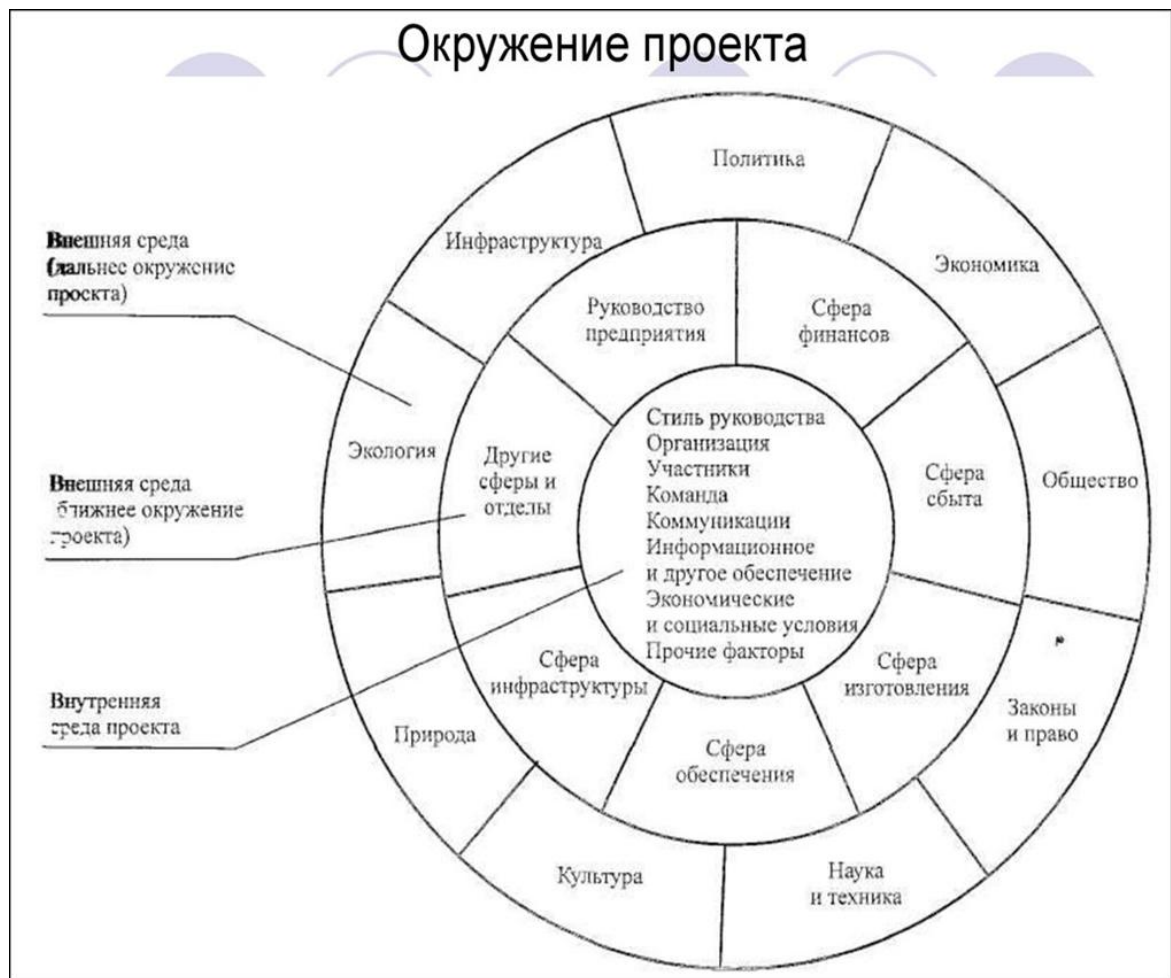 Окружение проекта
Политика
Инфраструктура
Экономика
Внешняя среда
(дальнее окружение
проекта)
Руководство
предприятия
Сфера
финансов
Стиль руководства
Организация
Участники
Команда
Коммуникации
Информационное
и другое обеспечение
Экономические
и социальные условия
Прочие факторы
Экология
Другие
сферы и
отделы
Сфера
сбыта
Общество
Внешняя среда
ближнее окружение
проекта)
Сфера
инфраструктуры
Сфера
изготовления
Внутренняя
среда проекта
Природа
Сфера
обеспечения
Законы
и право
Культура
Наука
и техника